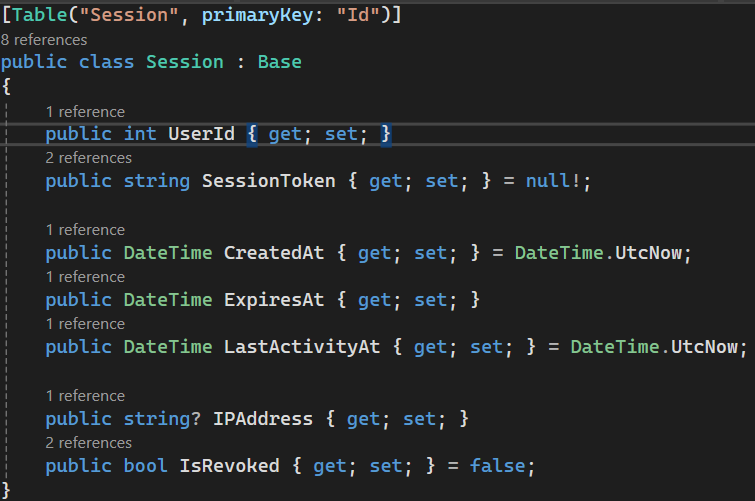 [Table("Session", primaryKey: "Id")]
8 references
public class Session : Base
{
1 reference
public int UserId { get; set; }
2 references
public string SessionToken { get; set; } = null!;
1 reference
public DateTime CreatedAt { get; set; } = DateTime.UtcNow;
1 reference
public DateTime ExpiresAt { get; set; }
1 reference
public DateTime LastActivityAt { get; set; } = DateTime.UtcNow;
1 reference
public string? IPAddress { get; set; }
2 references
public bool IsRevoked { get; set; } = false;
}